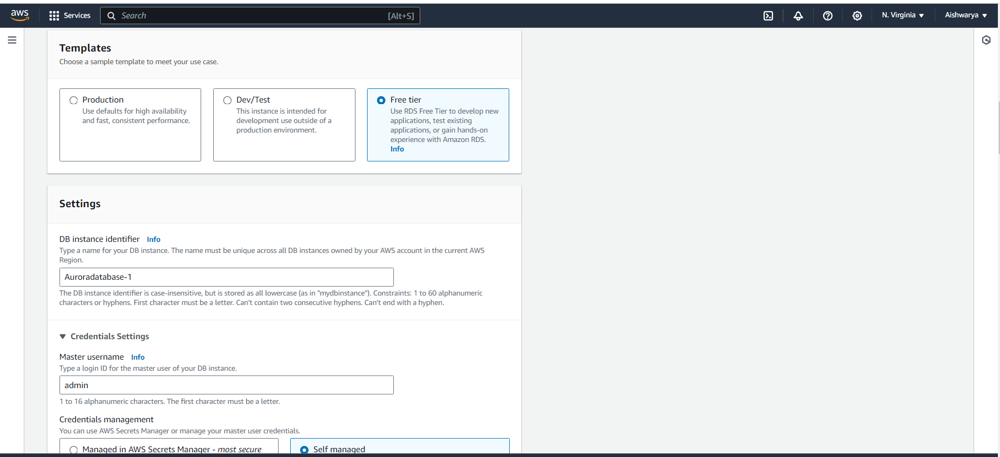 aws Services Search [Alt+S] N. Virginia Aishwarya
Templates
Choose a sample template to meet your use case.
Production
Use defaults for high availability
and fast, consistent performance.
Dev/Test
This instance is intended for
development use outside of a
production environment.
Free tier
Use RDS Free Tier to develop new
applications, test existing
applications, or gain hands-on
experience with Amazon RDS.
Info
Settings
DB instance identifier Info
Type a name for your DB instance. The name must be unique across all DB instances owned by your AWS account in the current AWS
Region.
Auroradatabase-1
The DB instance identifier is case-insensitive, but is stored as all lowercase (as in "mydbinstance"). Constraints: 1 to 60 alphanumeric
characters or hyphens. First character must be a letter. Can't contain two consecutive hyphens. Can't end with a hyphen.
Credentials Settings
Master username Info
Type a login ID for the master user of your DB instance.
admin
1 to 16 alphanumeric characters. The first character must be a letter.
Credentials management
You can use AWS Secrets Manager or manage your master user credentials.
Managed in AWS Secrets Manager - most secure
Self managed